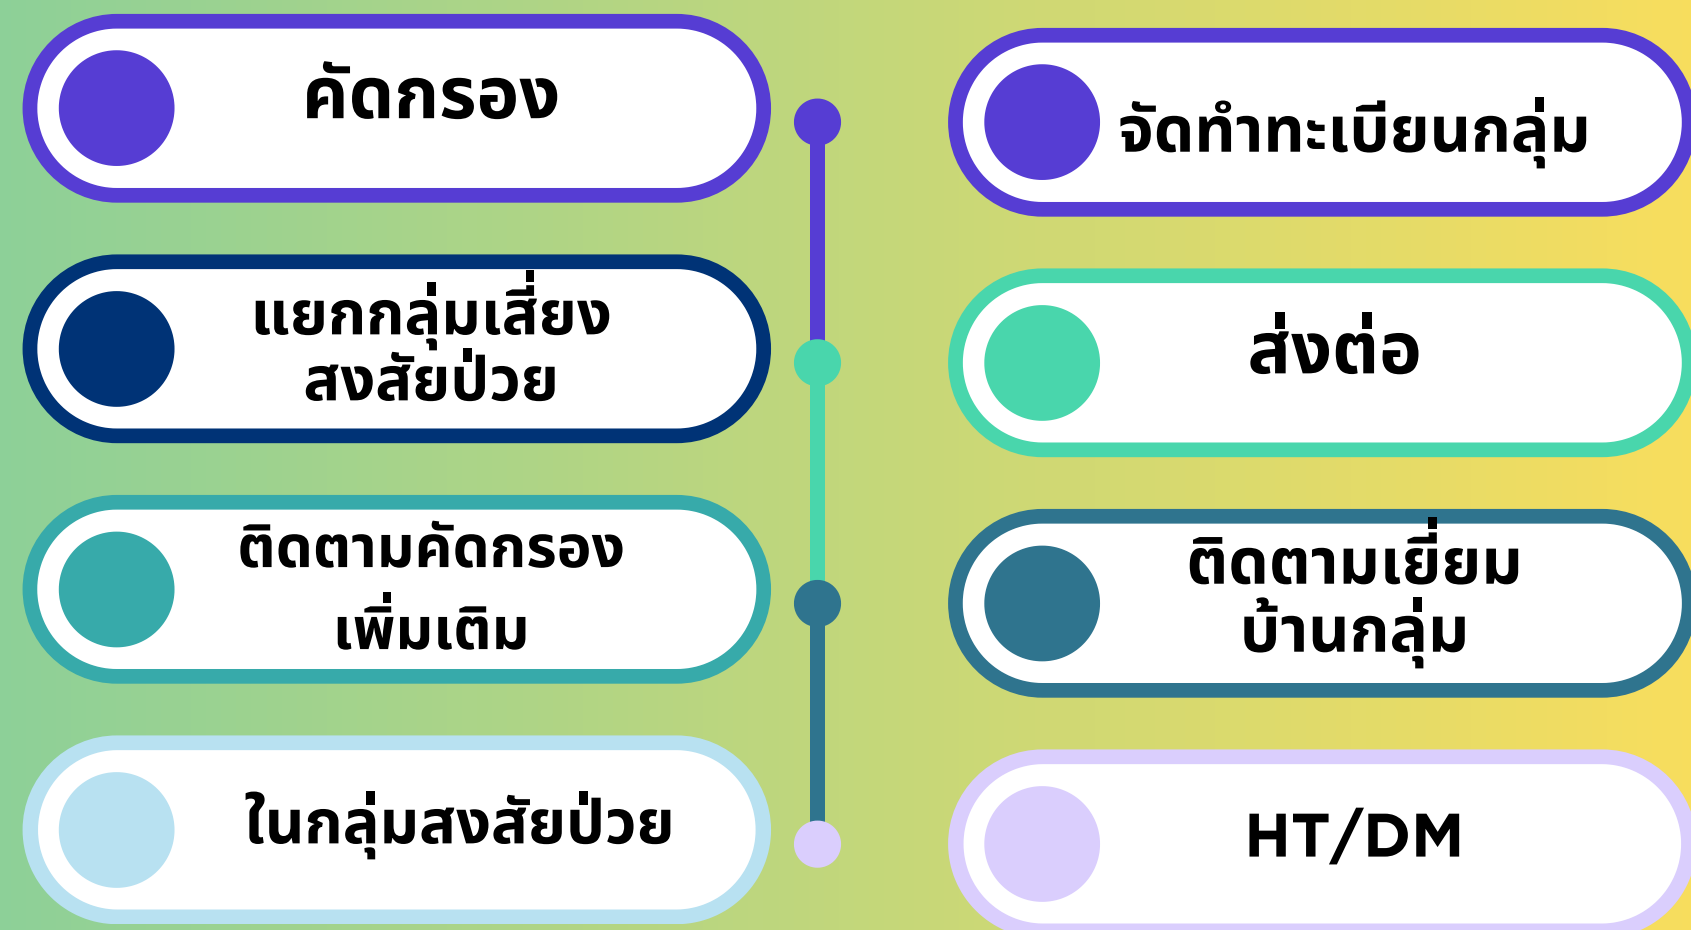 คัดกรอง
แยกกลุ่มเสี่ยง
สงสัยป่วย
ติดตามคัดกรอง
เพิ่มเติม
ในกลุ่มสงสัยป่วย
จัดทำทะเบียนกลุ่ม
ส่งต่อ
ติดตามเยี่ยม
บ้านกลุ่ม
HT/DM